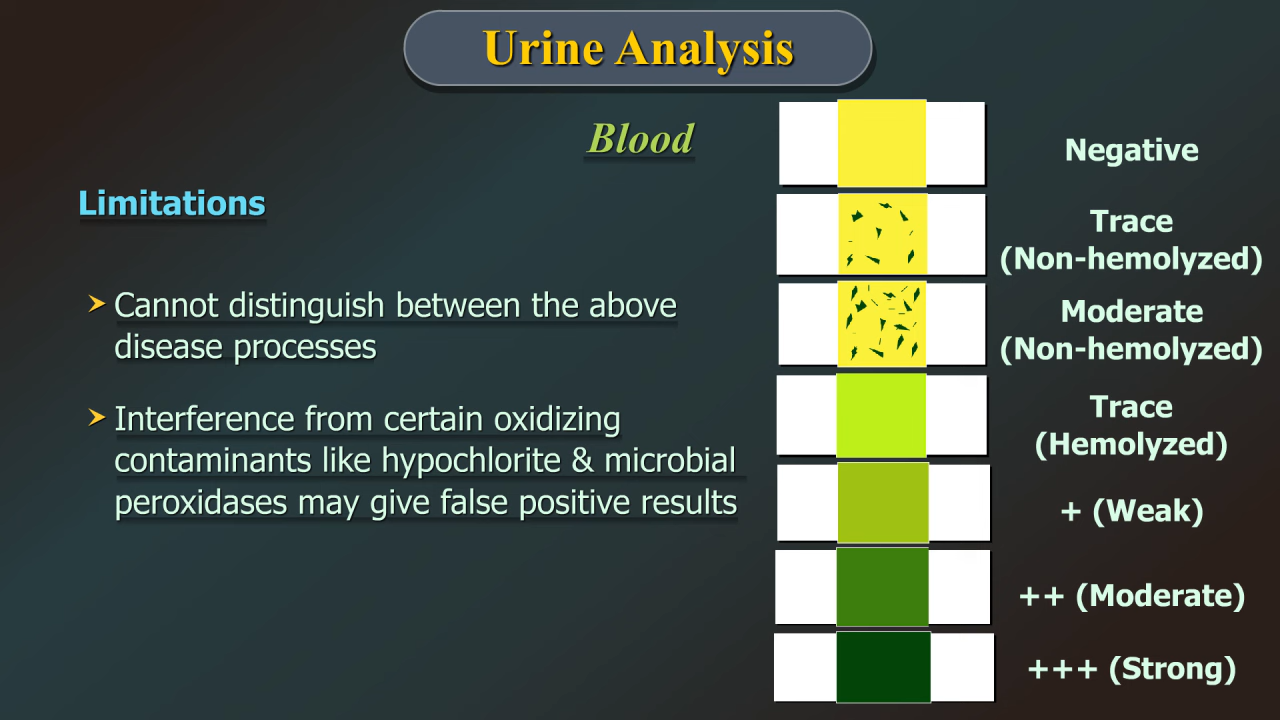 Urine Analysis
Blood
Limitations
➤ Cannot distinguish between the above
disease processes
➤ Interference from certain oxidizing
contaminants like hypochlorite & microbial
peroxidases may give false positive results
Negative
Trace
(Non-hemolyzed)
Moderate
(Non-hemolyzed)
Trace
(Hemolyzed)
+ (Weak)
++ (Moderate)
+++ (Strong)